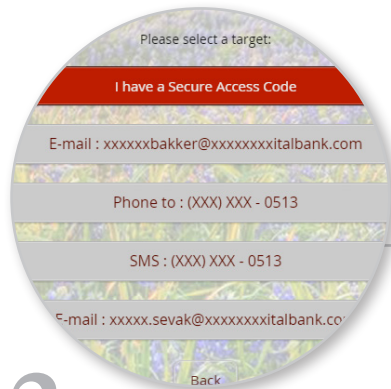 Please select a target:
I have a Secure Access Code
E-mail : xxxxxxbakker@xxxxxxxxitalbank.com
Phone to : (XXX) XXX - 0513
SMS : (XXX) XXX - 0513
E-mail : xxxxx.sevak@xxxxxxxxitalbank.co
Back